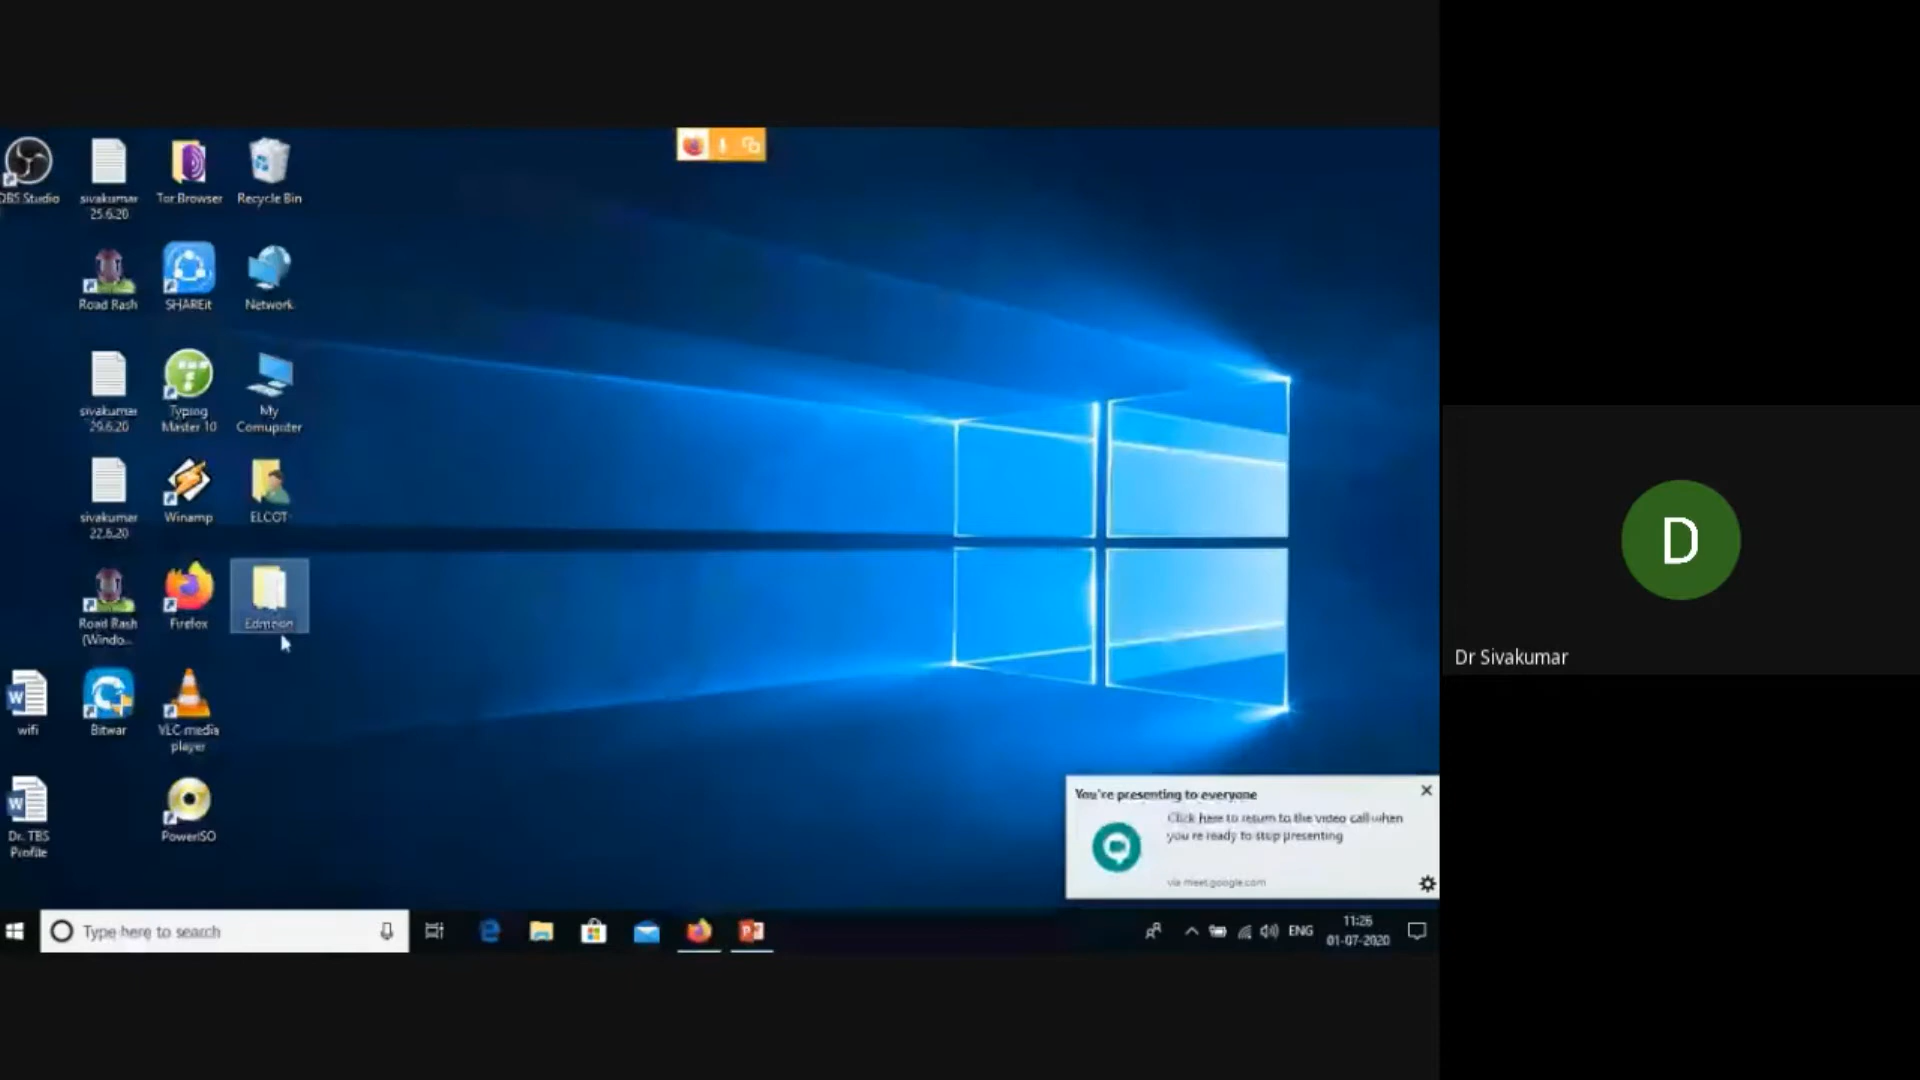 OBS Studio
sivakumar
25.6.20
Tor Browser
Recycle Bin
Road Rash
SHAREit
Network
sivakumar
29.6.20
Typing
Master 10
My
Comuputer
sivakumar
22.6.20
Winamp
ELCOT
Road Rash
(Windo...
Firefox
wifi
Bitwar
VLC media
player
Dr. TBS
Profile
PowerISO
You're presenting to everyone
Click here to return to the video call when
you're ready to stop presenting
via meet.google.com
Type here to search
ENG
11:26
01-07-2020
D
Dr Sivakumar